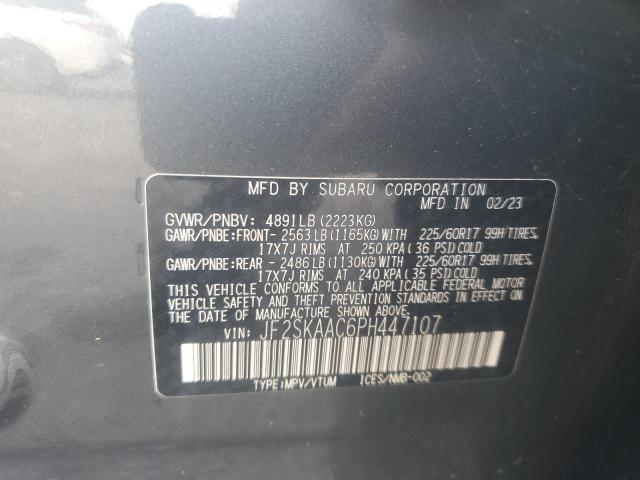 MFD BY SUBARU CORPORATION
MFD IN 02/23
GVWR/PNBV: 4891LB(2223KG)
GAWR/PNBE:FRONT-2563LB(1165KG)WITH 225/60R17 99H TIRES,
17X7J RIMS AT 250 KPA(36 PSI)COLD
GAWR/PNBE:REAR -2486LB(1130KG)WITH 225/60R17 99H TIRES,
17X7J RIMS AT 240 KPA(35 PSI)COLD
THIS VEHICLE CONFORMS TO ALL APPLICABLE FEDERAL MOTOR
VEHICLE SAFETY AND THEFT PREVENTION STANDARDS IN EFFECT
ON THE DATE OF MANUFACTURE SHOWN ABOVE.
VIN: JF2SKAAC6PH447107
TYPE:MPV/VTUM ICES/NMB-002